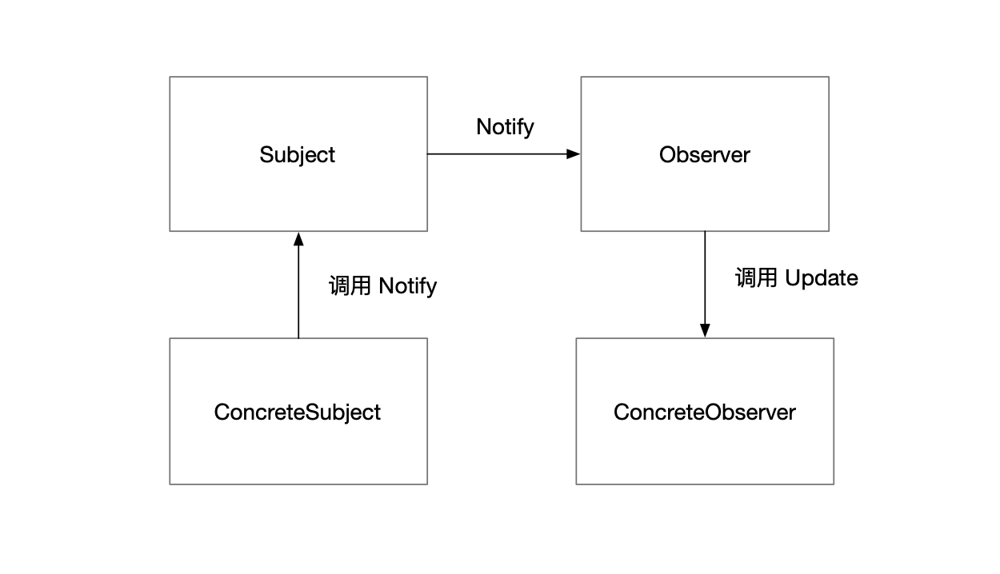 Notify
Subject
Observer
调用 Notify
调用 Update
ConcreteSubject
ConcreteObserver